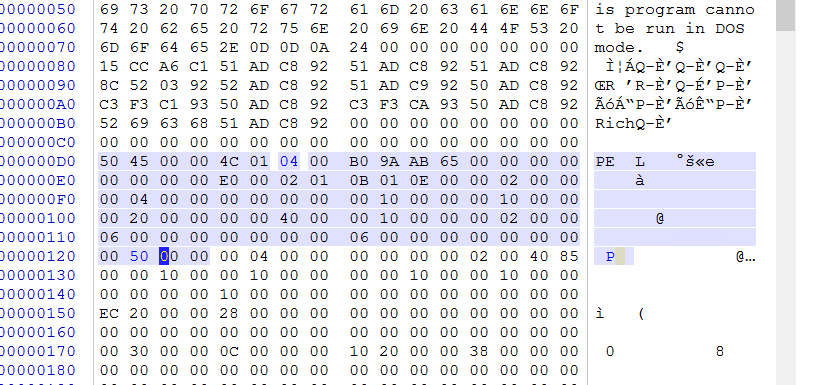 00000050 69 73 20 70 72 6F 67 72 61 6D 20 63 61 6E 6E 6F is program canno
00000060 74 20 62 65 20 72 75 6E 20 69 6E 20 44 4F 53 20 t be run in DOS
00000070 6D 6F 64 65 2E 0D 0D 0A 24 00 00 00 00 00 00 00 mode. $
00000080 15 CC A6 C1 51 AD C8 92 51 AD C8 92 51 AD C8 92 Ì¦ÁQ-È’Q-È’Q-È’
00000090 8C 52 03 92 52 AD C8 92 51 AD C9 92 50 AD C8 92 ŒR ’R-È’Q-É’P-È’
000000A0 C3 F3 C1 93 50 AD C8 92 C3 F3 CA 93 50 AD C8 92 ÃóÁ“P-È’ÃóÊ“P-È’
000000B0 52 69 63 68 51 AD C8 92 00 00 00 00 00 00 00 00 RichQ-È’
000000C0 00 00 00 00 00 00 00 00 00 00 00 00 00 00 00 00
000000D0 50 45 00 00 4C 01 04 00 B0 9A AB 65 00 00 00 00 PE L °š«e
000000E0 00 00 00 00 E0 00 02 01 0B 01 0E 00 00 02 00 00 à
000000F0 00 04 00 00 00 00 00 00 00 10 00 00 00 10 00 00
00000100 00 20 00 00 00 00 40 00 00 10 00 00 00 02 00 00 @
00000110 06 00 00 00 00 00 00 00 06 00 00 00 00 00 00 00
00000120 00 50 00 00 00 04 00 00 00 00 00 00 02 00 40 85 P @…
00000130 00 00 10 00 00 10 00 00 00 00 10 00 00 10 00 00
00000140 00 00 00 00 10 00 00 00 00 00 00 00 00 00 00 00
00000150 EC 20 00 00 28 00 00 00 00 00 00 00 00 00 00 00 ì (
00000160 00 00 00 00 00 00 00 00 00 00 00 00 00 00 00 00
00000170 00 30 00 00 0C 00 00 00 10 20 00 00 38 00 00 00 0 8
00000180 00 00 00 00 00 00 00 00 00 00 00 00 00 00 00 00